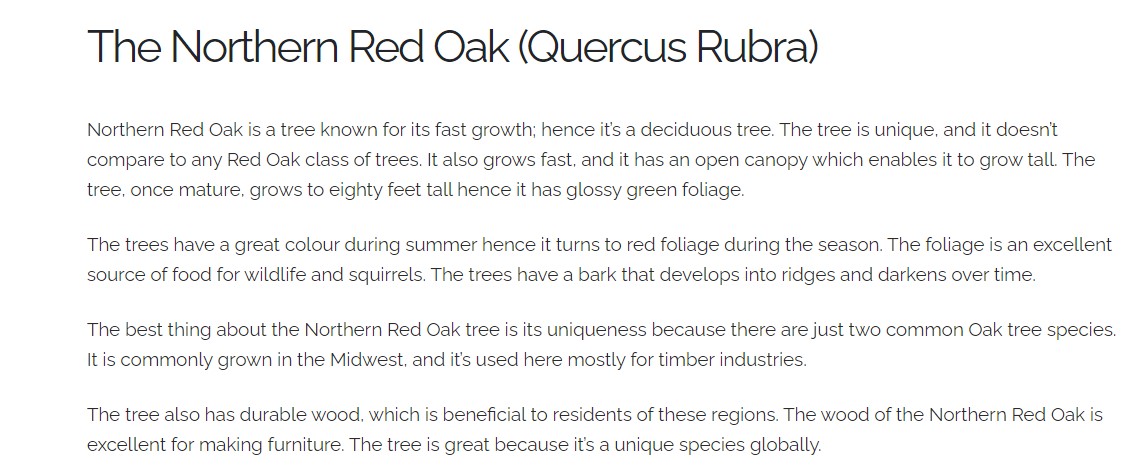 The Northern Red Oak (Quercus Rubra)
Northern Red Oak is a tree known for its fast growth; hence it's a deciduous tree. The tree is unique, and it doesn't
compare to any Red Oak class of trees. It also grows fast, and it has an open canopy which enables it to grow tall. The
tree, once mature, grows to eighty feet tall hence it has glossy green foliage.
The trees have a great colour during summer hence it turns to red foliage during the season. The foliage is an excellent
source of food for wildlife and squirrels. The trees have a bark that develops into ridges and darkens over time.
The best thing about the Northern Red Oak tree is its uniqueness because there are just two common Oak tree species.
It is commonly grown in the Midwest, and it's used here mostly for timber industries.
The tree also has durable wood, which is beneficial to residents of these regions. The wood of the Northern Red Oak is
excellent for making furniture. The tree is great because it's a unique species globally.